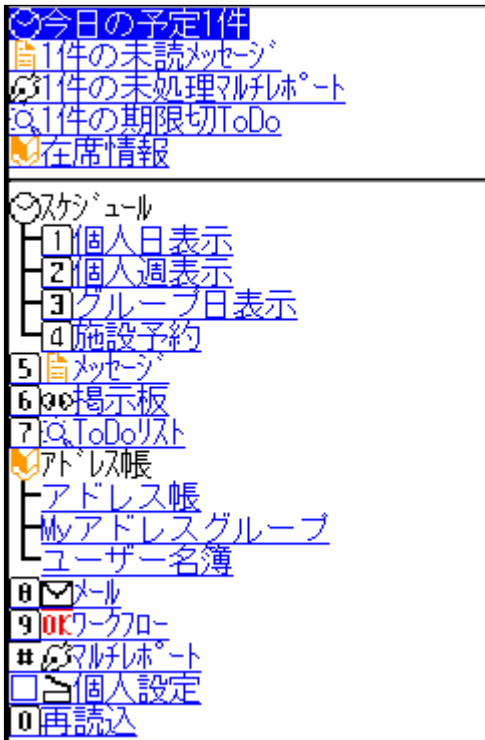 今日の予定1件
1件の未読ﾒｯｾｰｼﾞ
1件の未処理ﾏﾙﾁﾚﾎﾟｰﾄ
1件の期限切ToDo
在席情報
ｽｹｼﾞｭｰﾙ
1個人日表示
2個人週表示
3グループ日表示
4施設予約
5ﾒｯｾｰｼﾞ
6掲示板
7ToDoﾘｽﾄ
ｱﾄﾞﾚｽ帳
アドレス帳
Myアドレスグループ
ユーザー名簿
8ﾒｰﾙ
9OKﾜｰｸﾌﾛｰ
#ﾏﾙﾁﾚﾎﾟｰﾄ
個人設定
0再読込